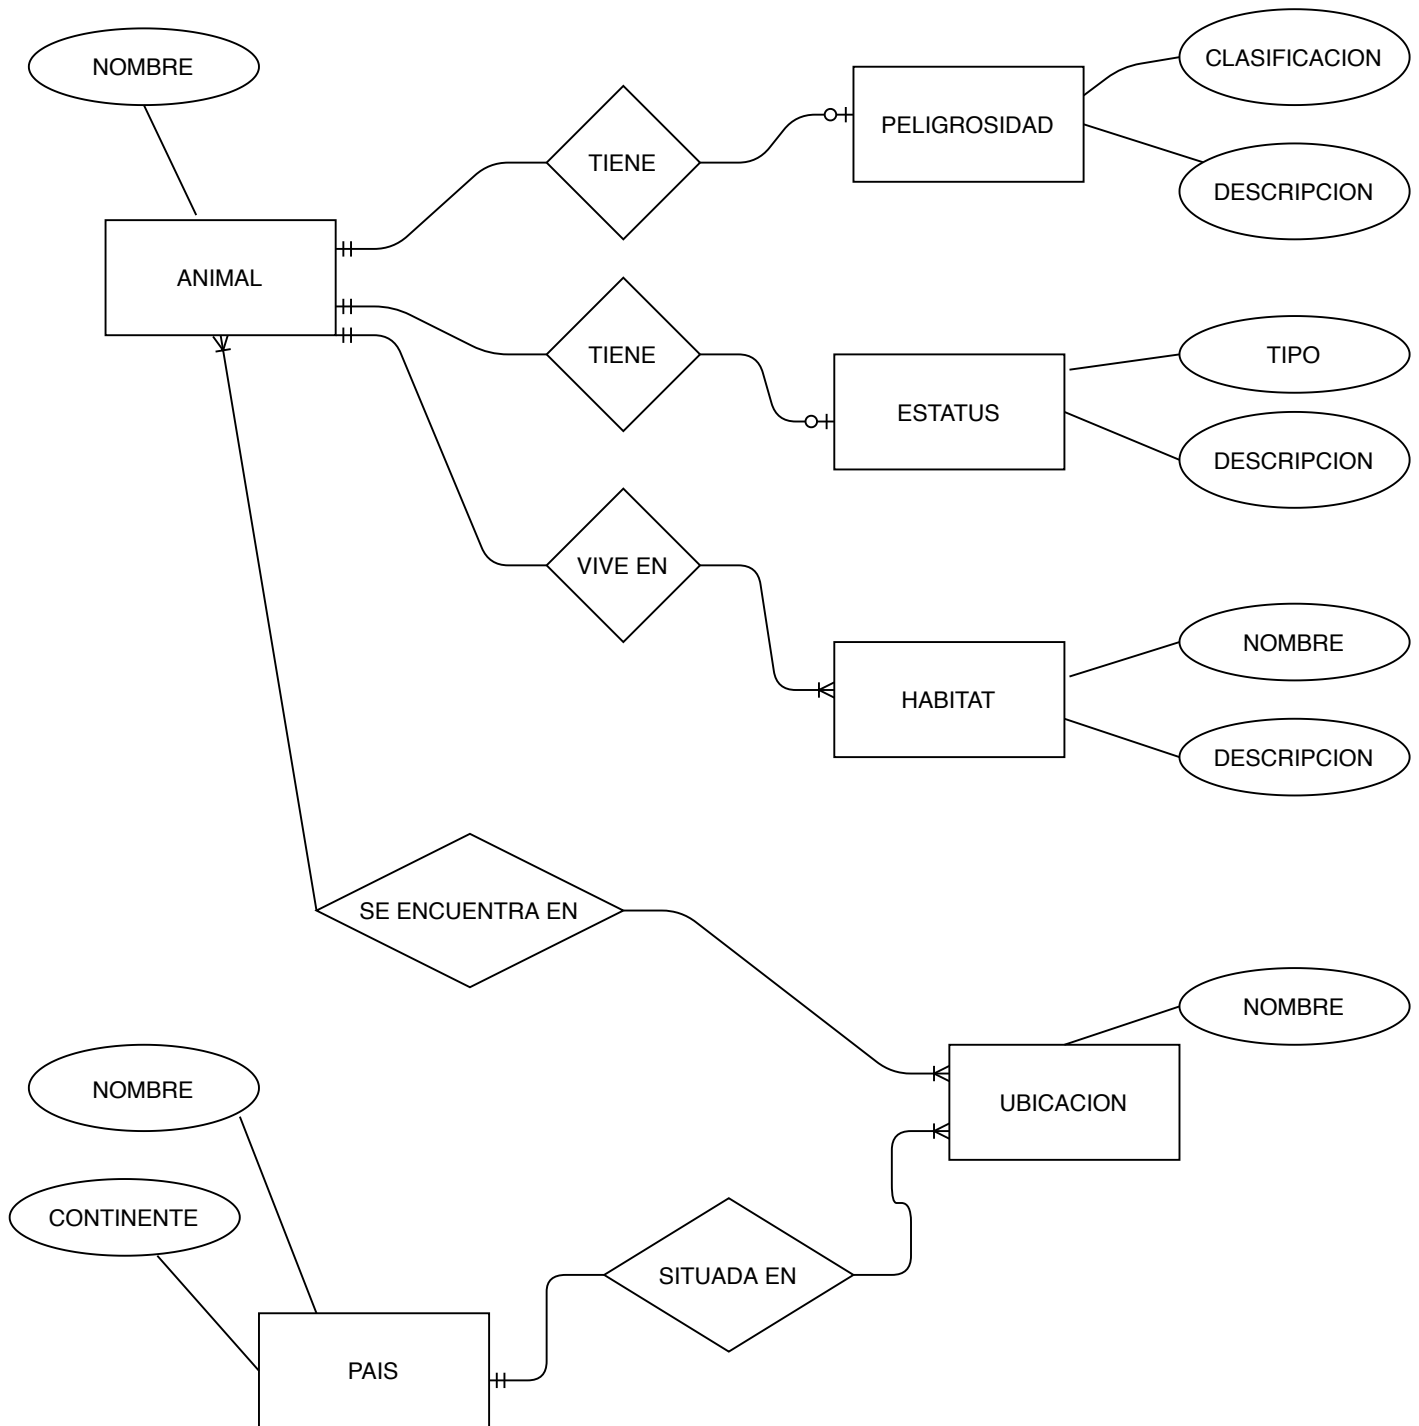 NOMBRE
CLASIFICACION
PELIGROSIDAD
TIENE
DESCRIPCION
ANIMAL
TIENE
TIPO
ESTATUS
DESCRIPCION
VIVE EN
NOMBRE
HABITAT
DESCRIPCION
SE ENCUENTRA EN
NOMBRE
UBICACION
NOMBRE
CONTINENTE
SITUADA EN
PAIS